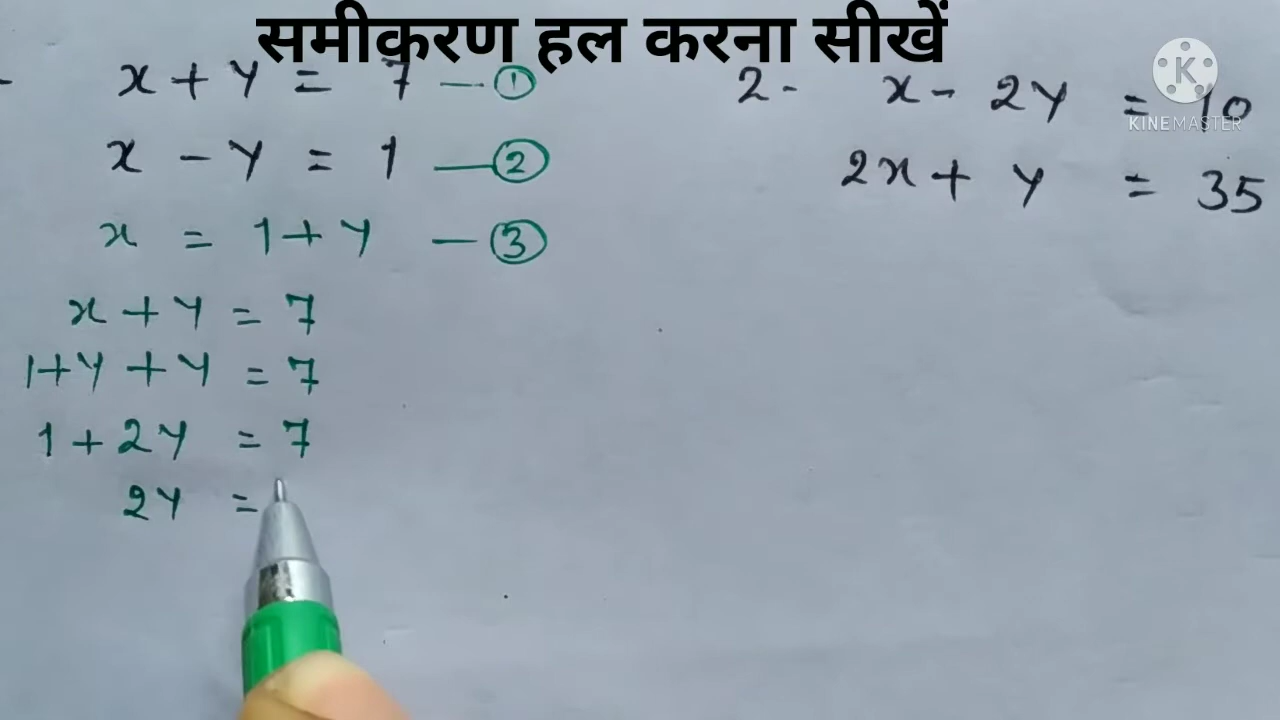 समीकरण हल करना सीखें
x + y = 7 — ①
x - y = 1 — ②
x = 1 + y — ③
x + y = 7
1 + y + y = 7
1 + 2y = 7
2y =
2 - x - 2y = 10
2x + y = 35
K
KINEMASTER